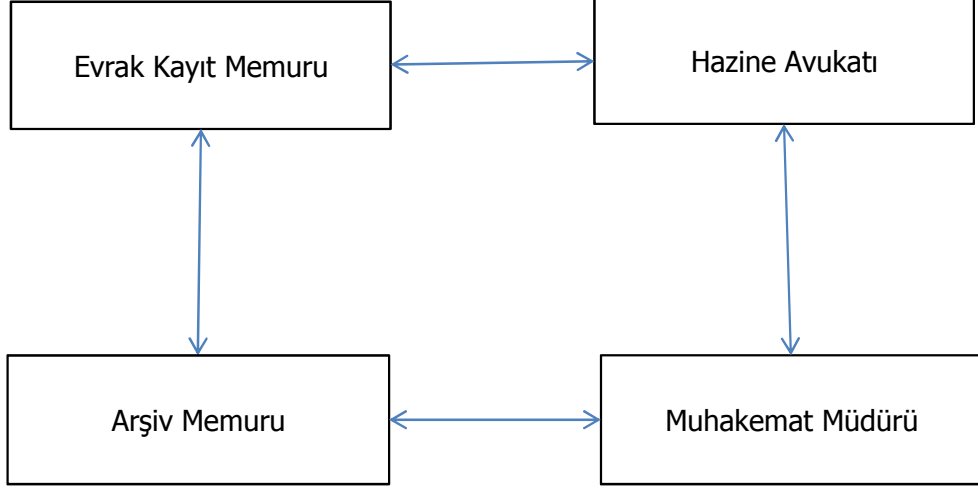 Evrak Kayıt Memuru
Hazine Avukatı
Arşiv Memuru
Muhakemat Müdürü